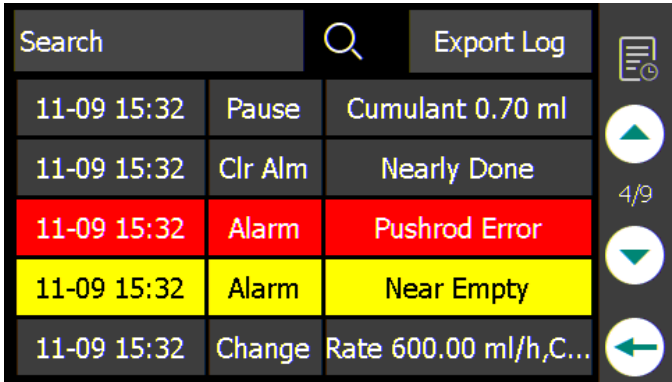 Search Export Log
11-09 15:32 Pause Cumulant 0.70 ml
11-09 15:32 Clr Alm Nearly Done
4/9
11-09 15:32 Alarm Pushrod Error
11-09 15:32 Alarm Near Empty
11-09 15:32 Change Rate 600.00 ml/h,C...